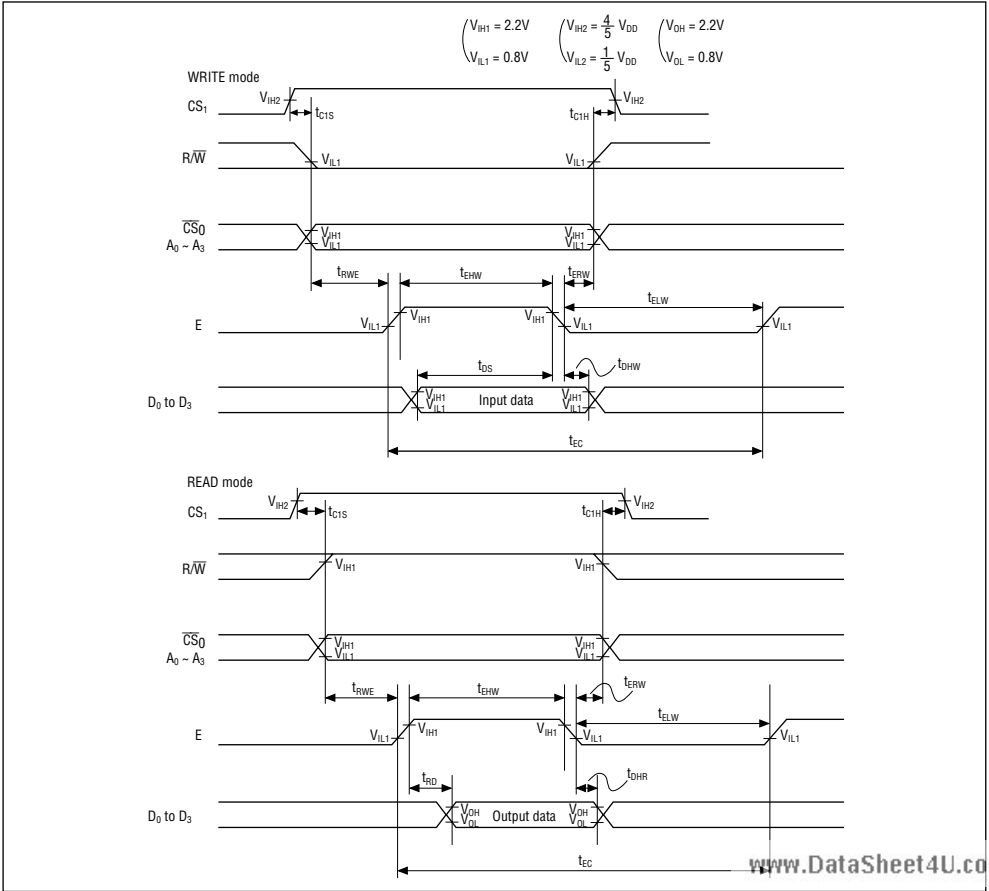 VIH1 = 2.2V VIH2 = 4/5 VDD VOH = 2.2V
VIL1 = 0.8V VIL2 = 1/5 VDD VOL = 0.8V
WRITE mode
CS1 VIH2 tC1S tC1H VIH2
R/W̅ VIL1 VIL1
C̅S̅0 VIH1 VIH1
A0 ~ A3 VIL1 VIL1
tRWE tEHW tERW tELW
E VIL1 VIH1 VIH1 VIL1 VIL1
tDS tDHW
D0 to D3 VIH1 VIL1 Input data VIH1 VIL1
tEC
READ mode
CS1 VIH2 tC1S tC1H VIH2
R/W̅ VIH1 VIH1
C̅S̅0 VIH1 VIH1
A0 ~ A3 VIL1 VIL1
tRWE tEHW tERW tELW
E VIL1 VIH1 VIH1 VIL1 VIL1
tRD tDHR
D0 to D3 VOH VOL Output data VOH VOL
tEC
www.DataSheet4U.co